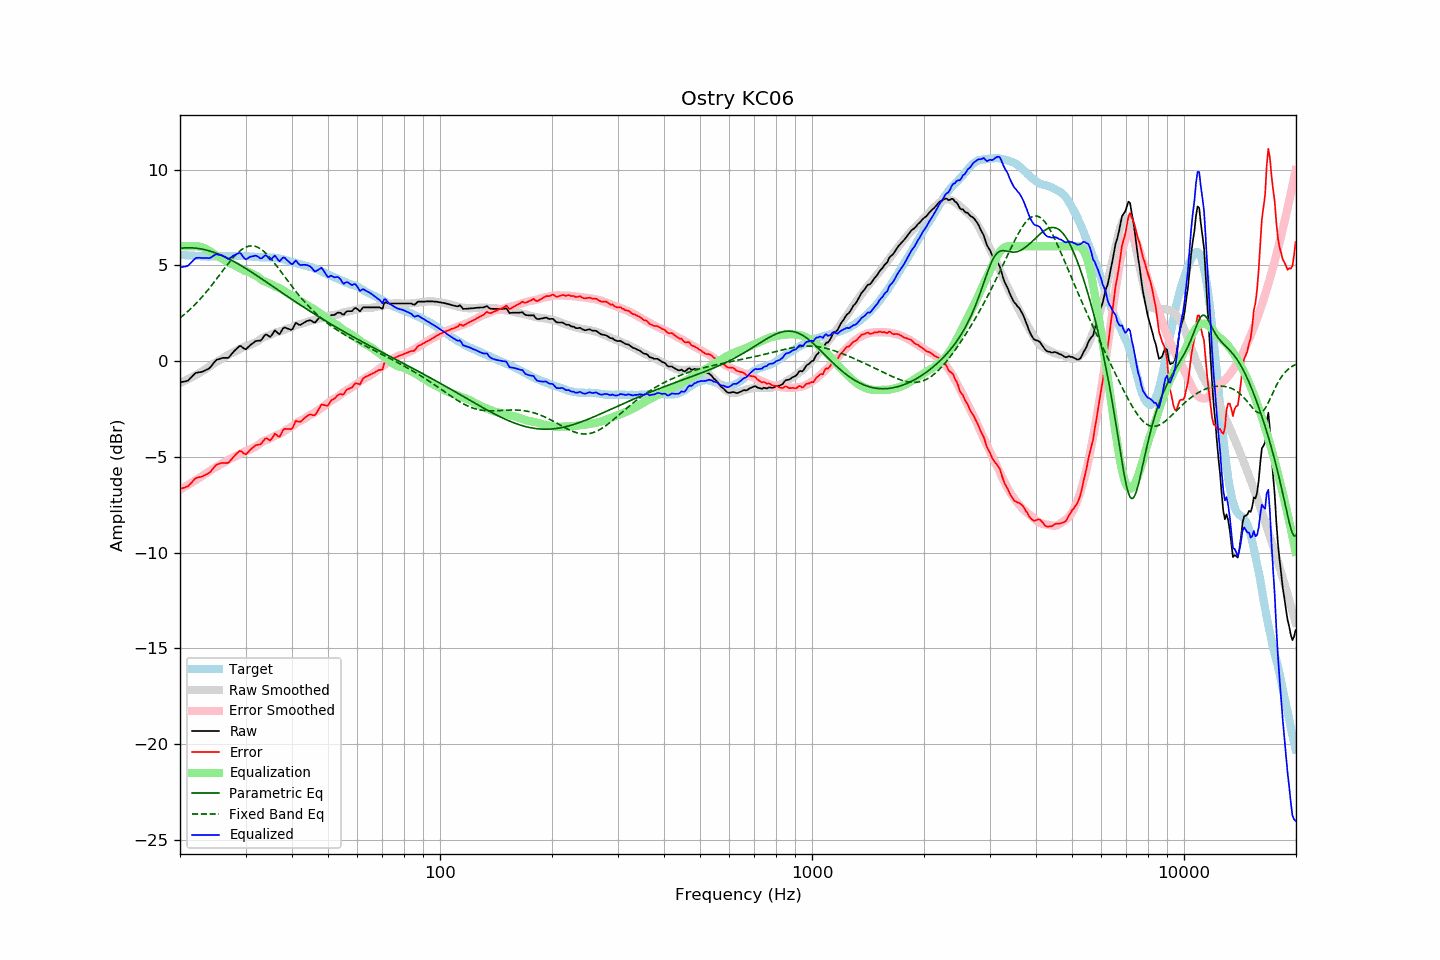 Ostry KC06
Amplitude (dBr)
10
5
0
−5
−10
−15
−20
−25
Target
Raw Smoothed
Error Smoothed
Raw
Error
Equalization
Parametric Eq
Fixed Band Eq
Equalized
100
1000
10000
Frequency (Hz)